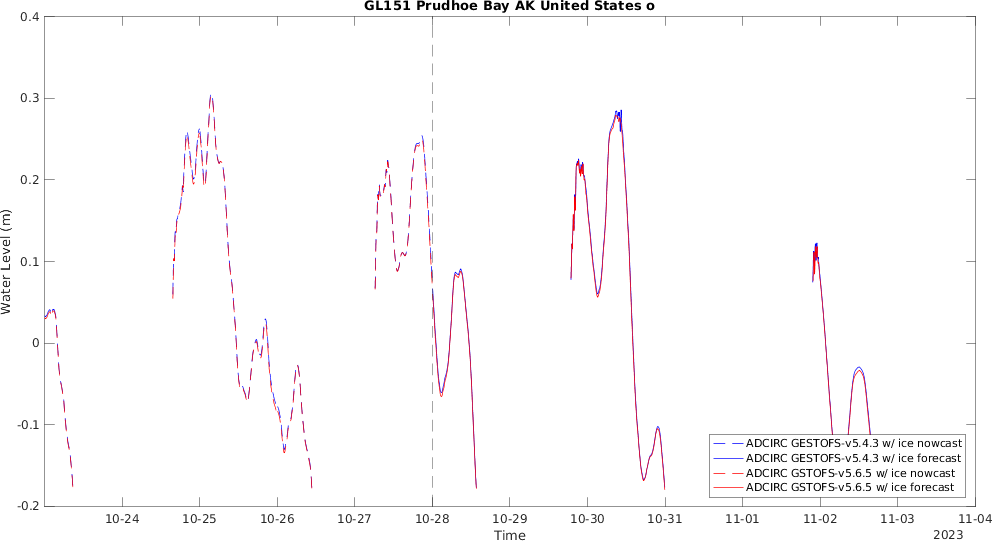 GL151 Prudhoe Bay AK United States o
0.4
0.3
0.2
0.1
0
-0.1
-0.2
Water Level (m)
10-24
10-25
10-26
10-27
10-28
10-29
10-30
10-31
11-01
11-02
11-03
11-04
2023
Time
ADCIRC GESTOFS-v5.4.3 w/ ice nowcast
ADCIRC GESTOFS-v5.4.3 w/ ice forecast
ADCIRC GSTOFS-v5.6.5 w/ ice nowcast
ADCIRC GSTOFS-v5.6.5 w/ ice forecast